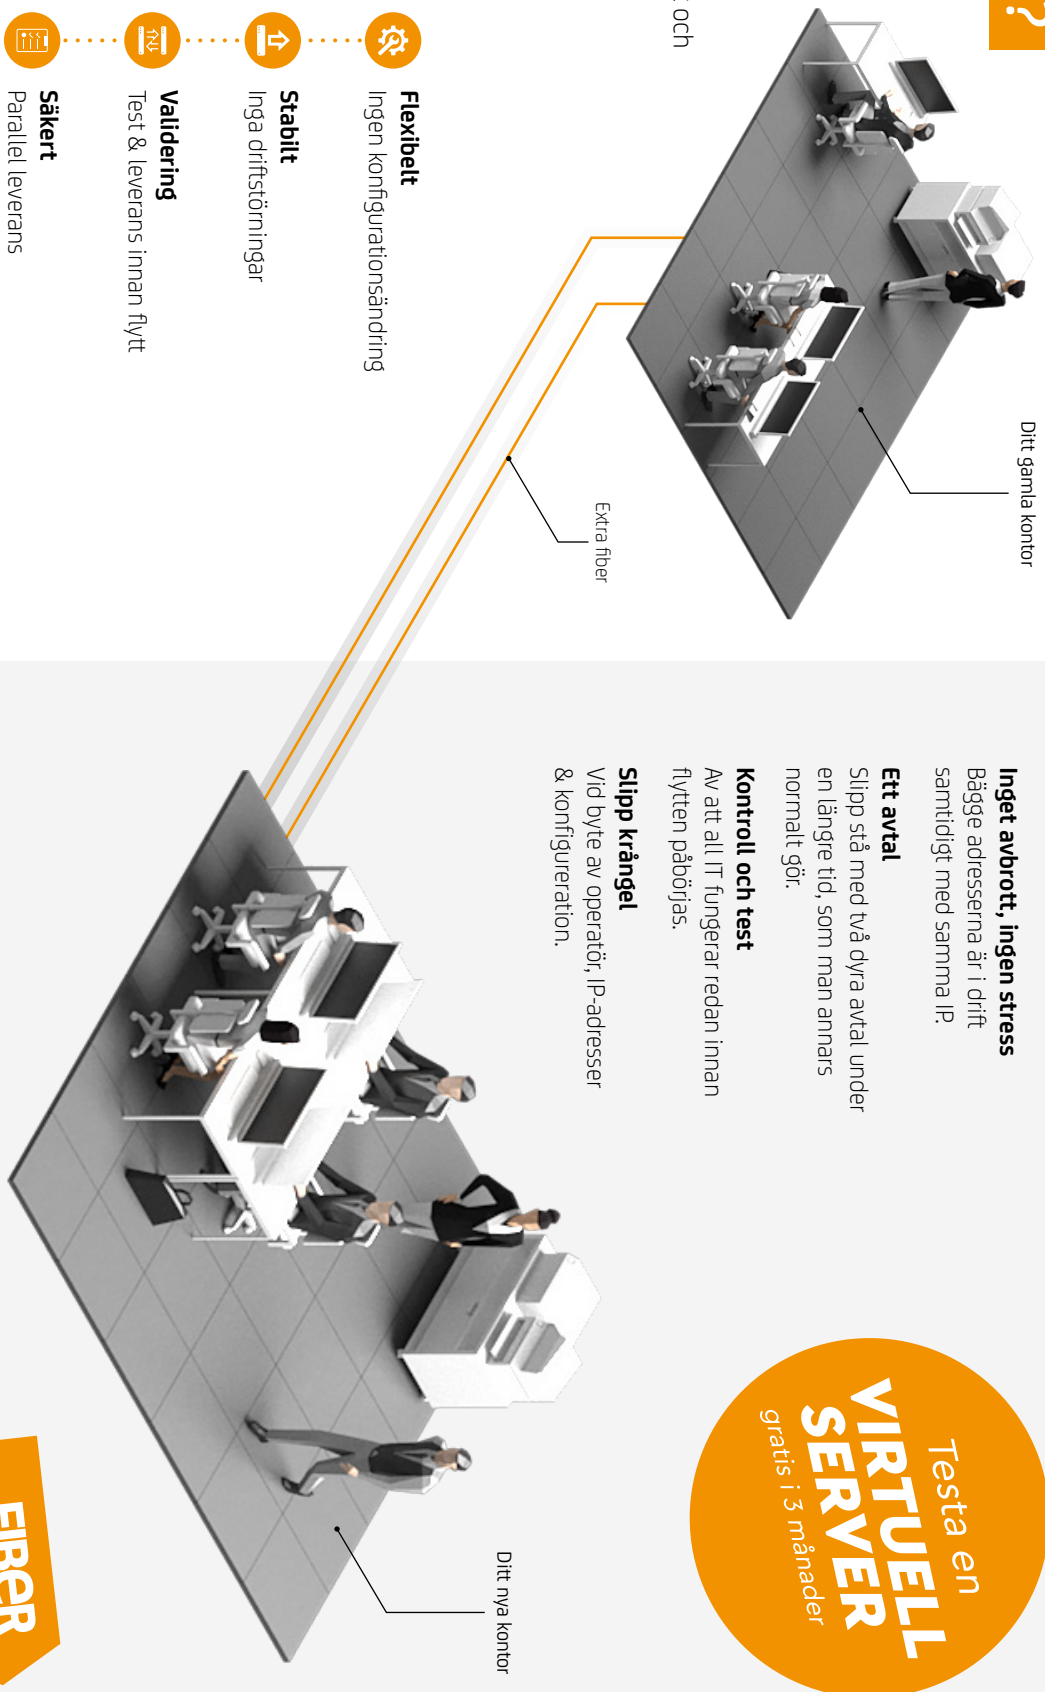 ?
och
Ditt gamla kontor
Extra fiber
Flexibelt
Ingen konfigurationsändring
Stabilt
Inga driftstörningar
Validering
Test & leverans innan flytt
Säkert
Parallel leverans
Inget avbrott, ingen stress
Bägge adresserna är i drift
samtidigt med samma IP.
Ett avtal
Slipp stå med två dyra avtal under
en längre tid, som man annars
normalt gör.
Kontroll och test
Av att all IT fungerar redan innan
flytten påbörjas.
Slipp krångel
Vid byte av operatör, IP-adresser
& konfigureration.
Testa en
VIRTUELL
SERVER
gratis i 3 månader
Ditt nya kontor
FIBER